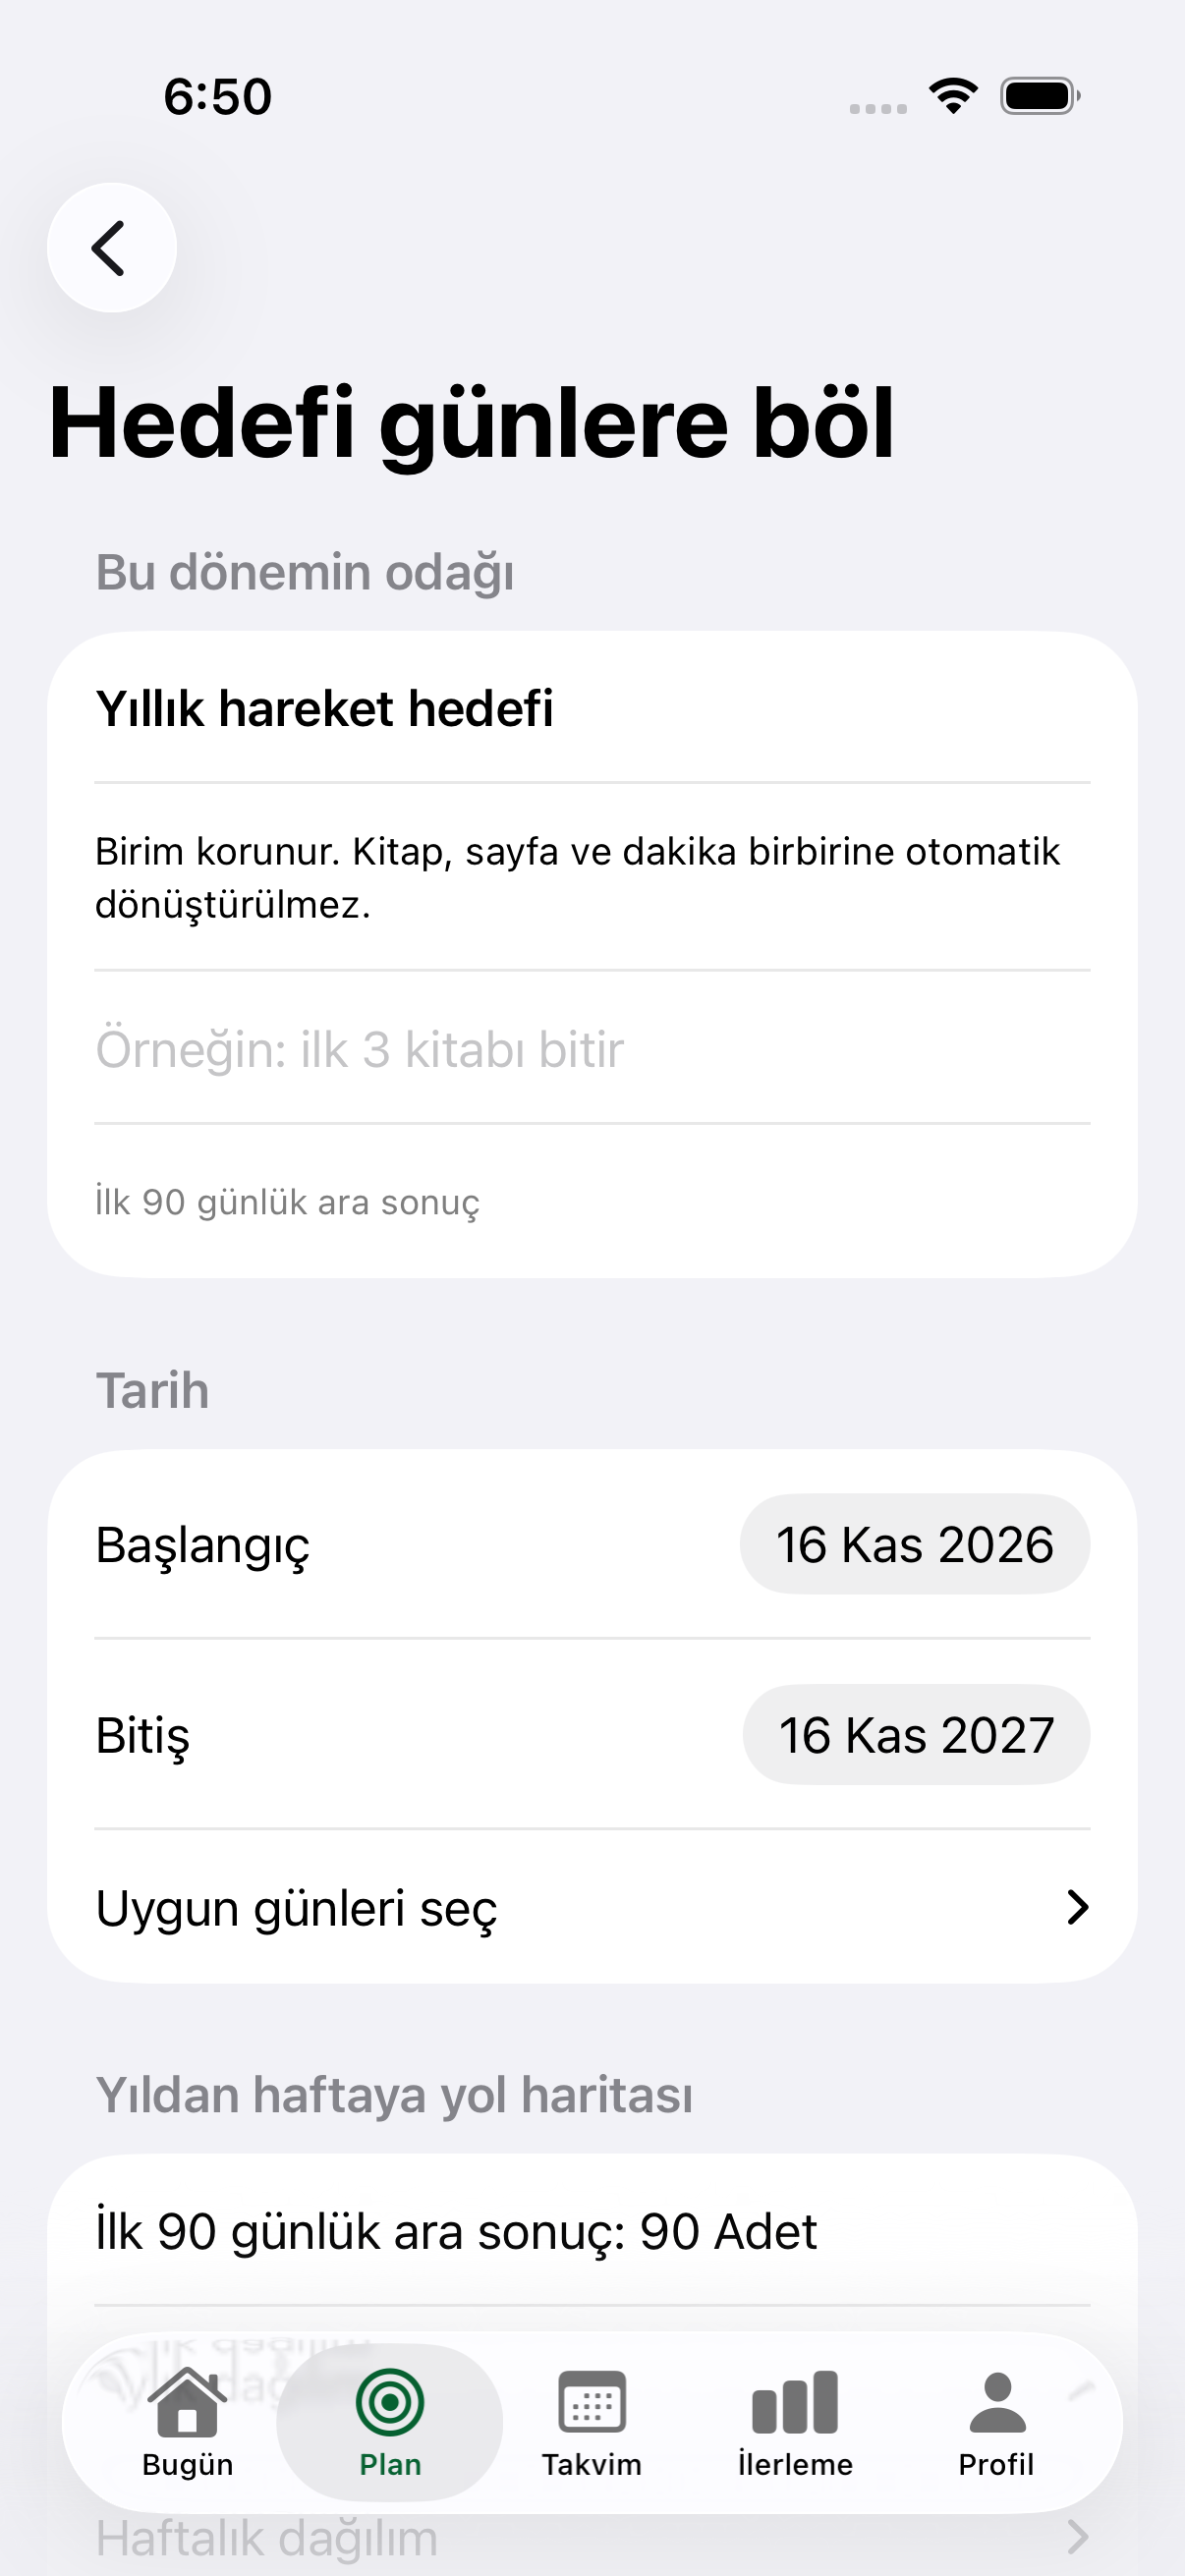 6:50
Hedefi günlere böl
Bu dönemin odağı
Yıllık hareket hedefi
Birim korunur. Kitap, sayfa ve dakika birbirine otomatik
dönüştürülmez.
Örneğin: ilk 3 kitabı bitir
İlk 90 günlük ara sonuç
Tarih
Başlangıç
16 Kas 2026
Bitiş
16 Kas 2027
Uygun günleri seç
Yıldan haftaya yol haritası
İlk 90 günlük ara sonuç: 90 Adet
Bugün
Plan
Takvim
İlerleme
Profil
Haftalık dağılım